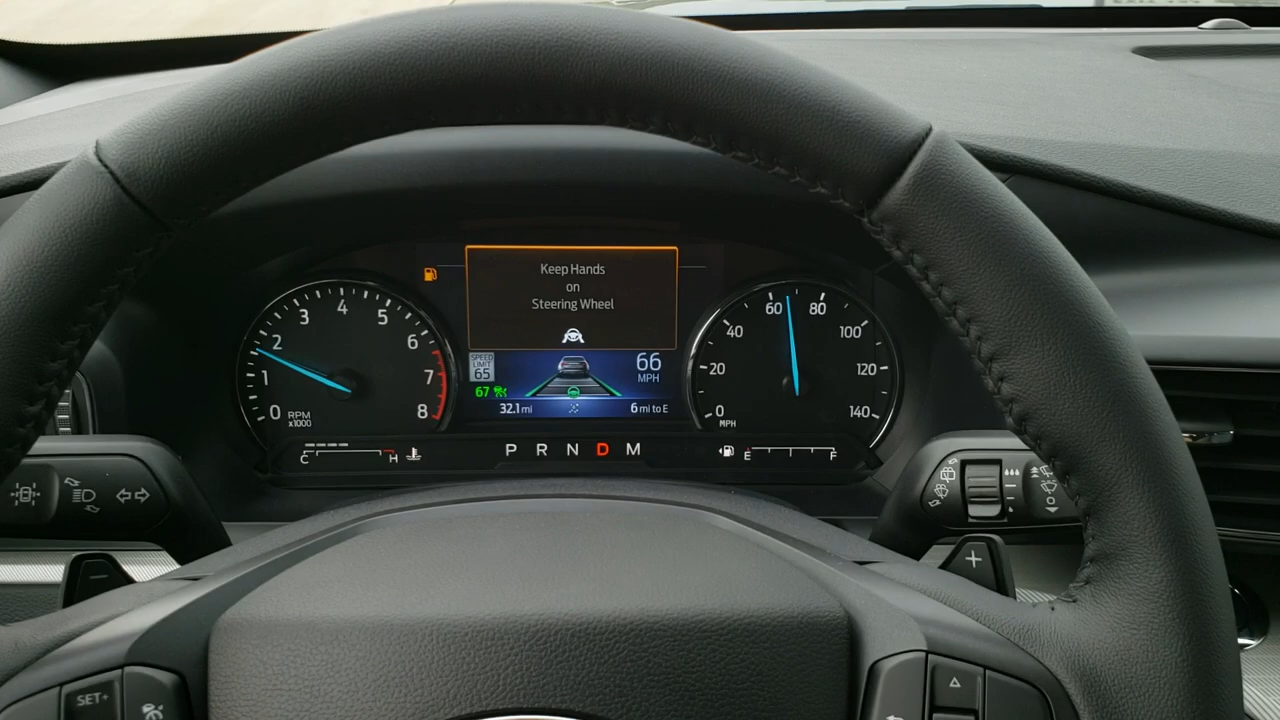 Keep Hands
on
Steering Wheel
0 1 2 3 4 5 6 7 8
RPM
x1000
SPEED
LIMIT
65
67
66
MPH
32.1 mi
6 mi to E
0 20 40 60 80 100 120 140
MPH
C H
P R N D M
E F
−
+
SET+